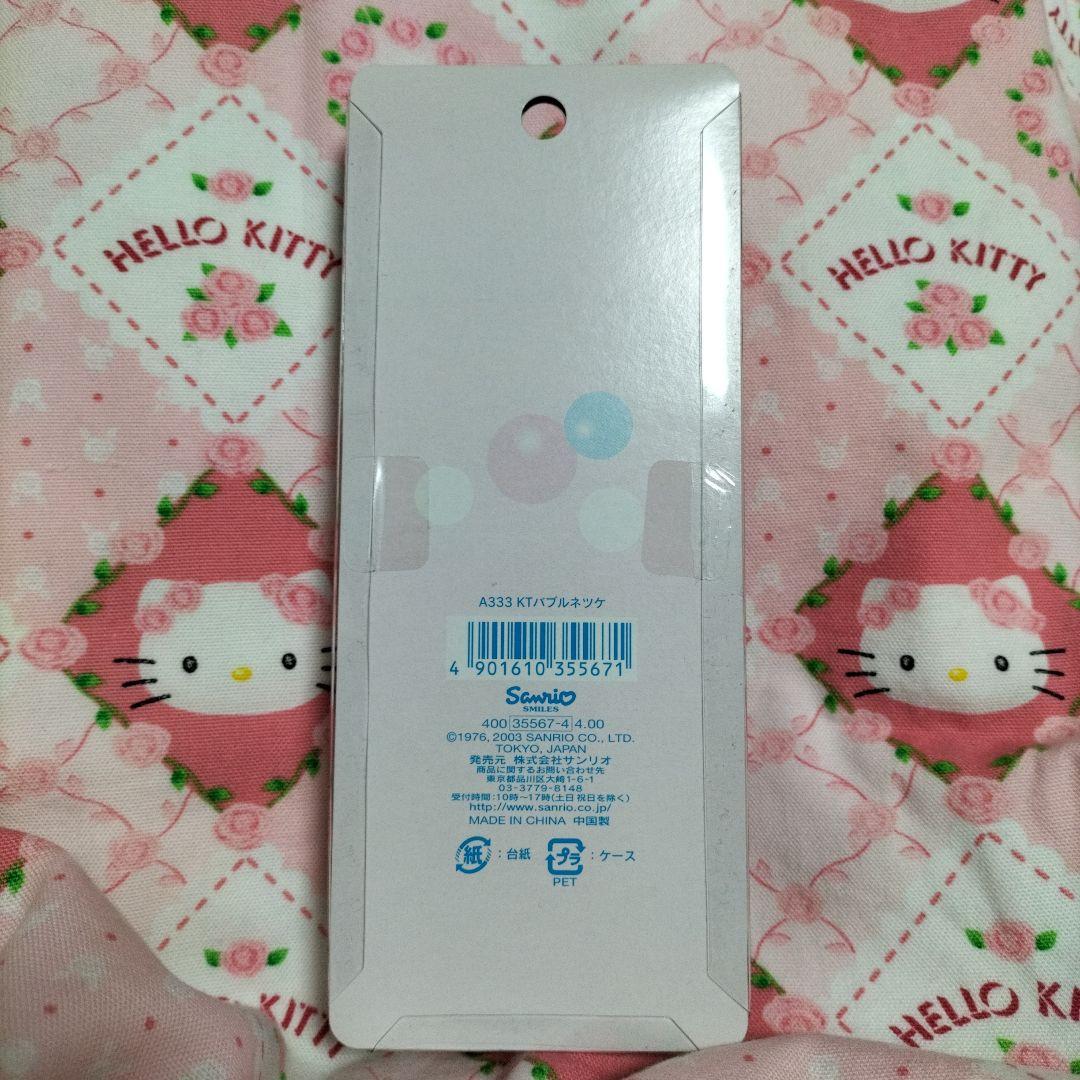 HELLO KITTY
HELLO KITTY
A333 KTバブルネツケ
4 901610 355671
Sanrio
SMILES
400 35567-4 4.00
©1976, 2003 SANRIO CO., LTD.
TOKYO, JAPAN
発売元 株式会社サンリオ
商品に関するお問い合わせ先
東京都品川区大崎1-6-1
03-3779-8148
受付時間:10時〜17時(土日 祝日を除く)
http://www.sanrio.co.jp/
MADE IN CHINA 中国製
紙:台紙 プラ:ケース
PET
HELLO KI